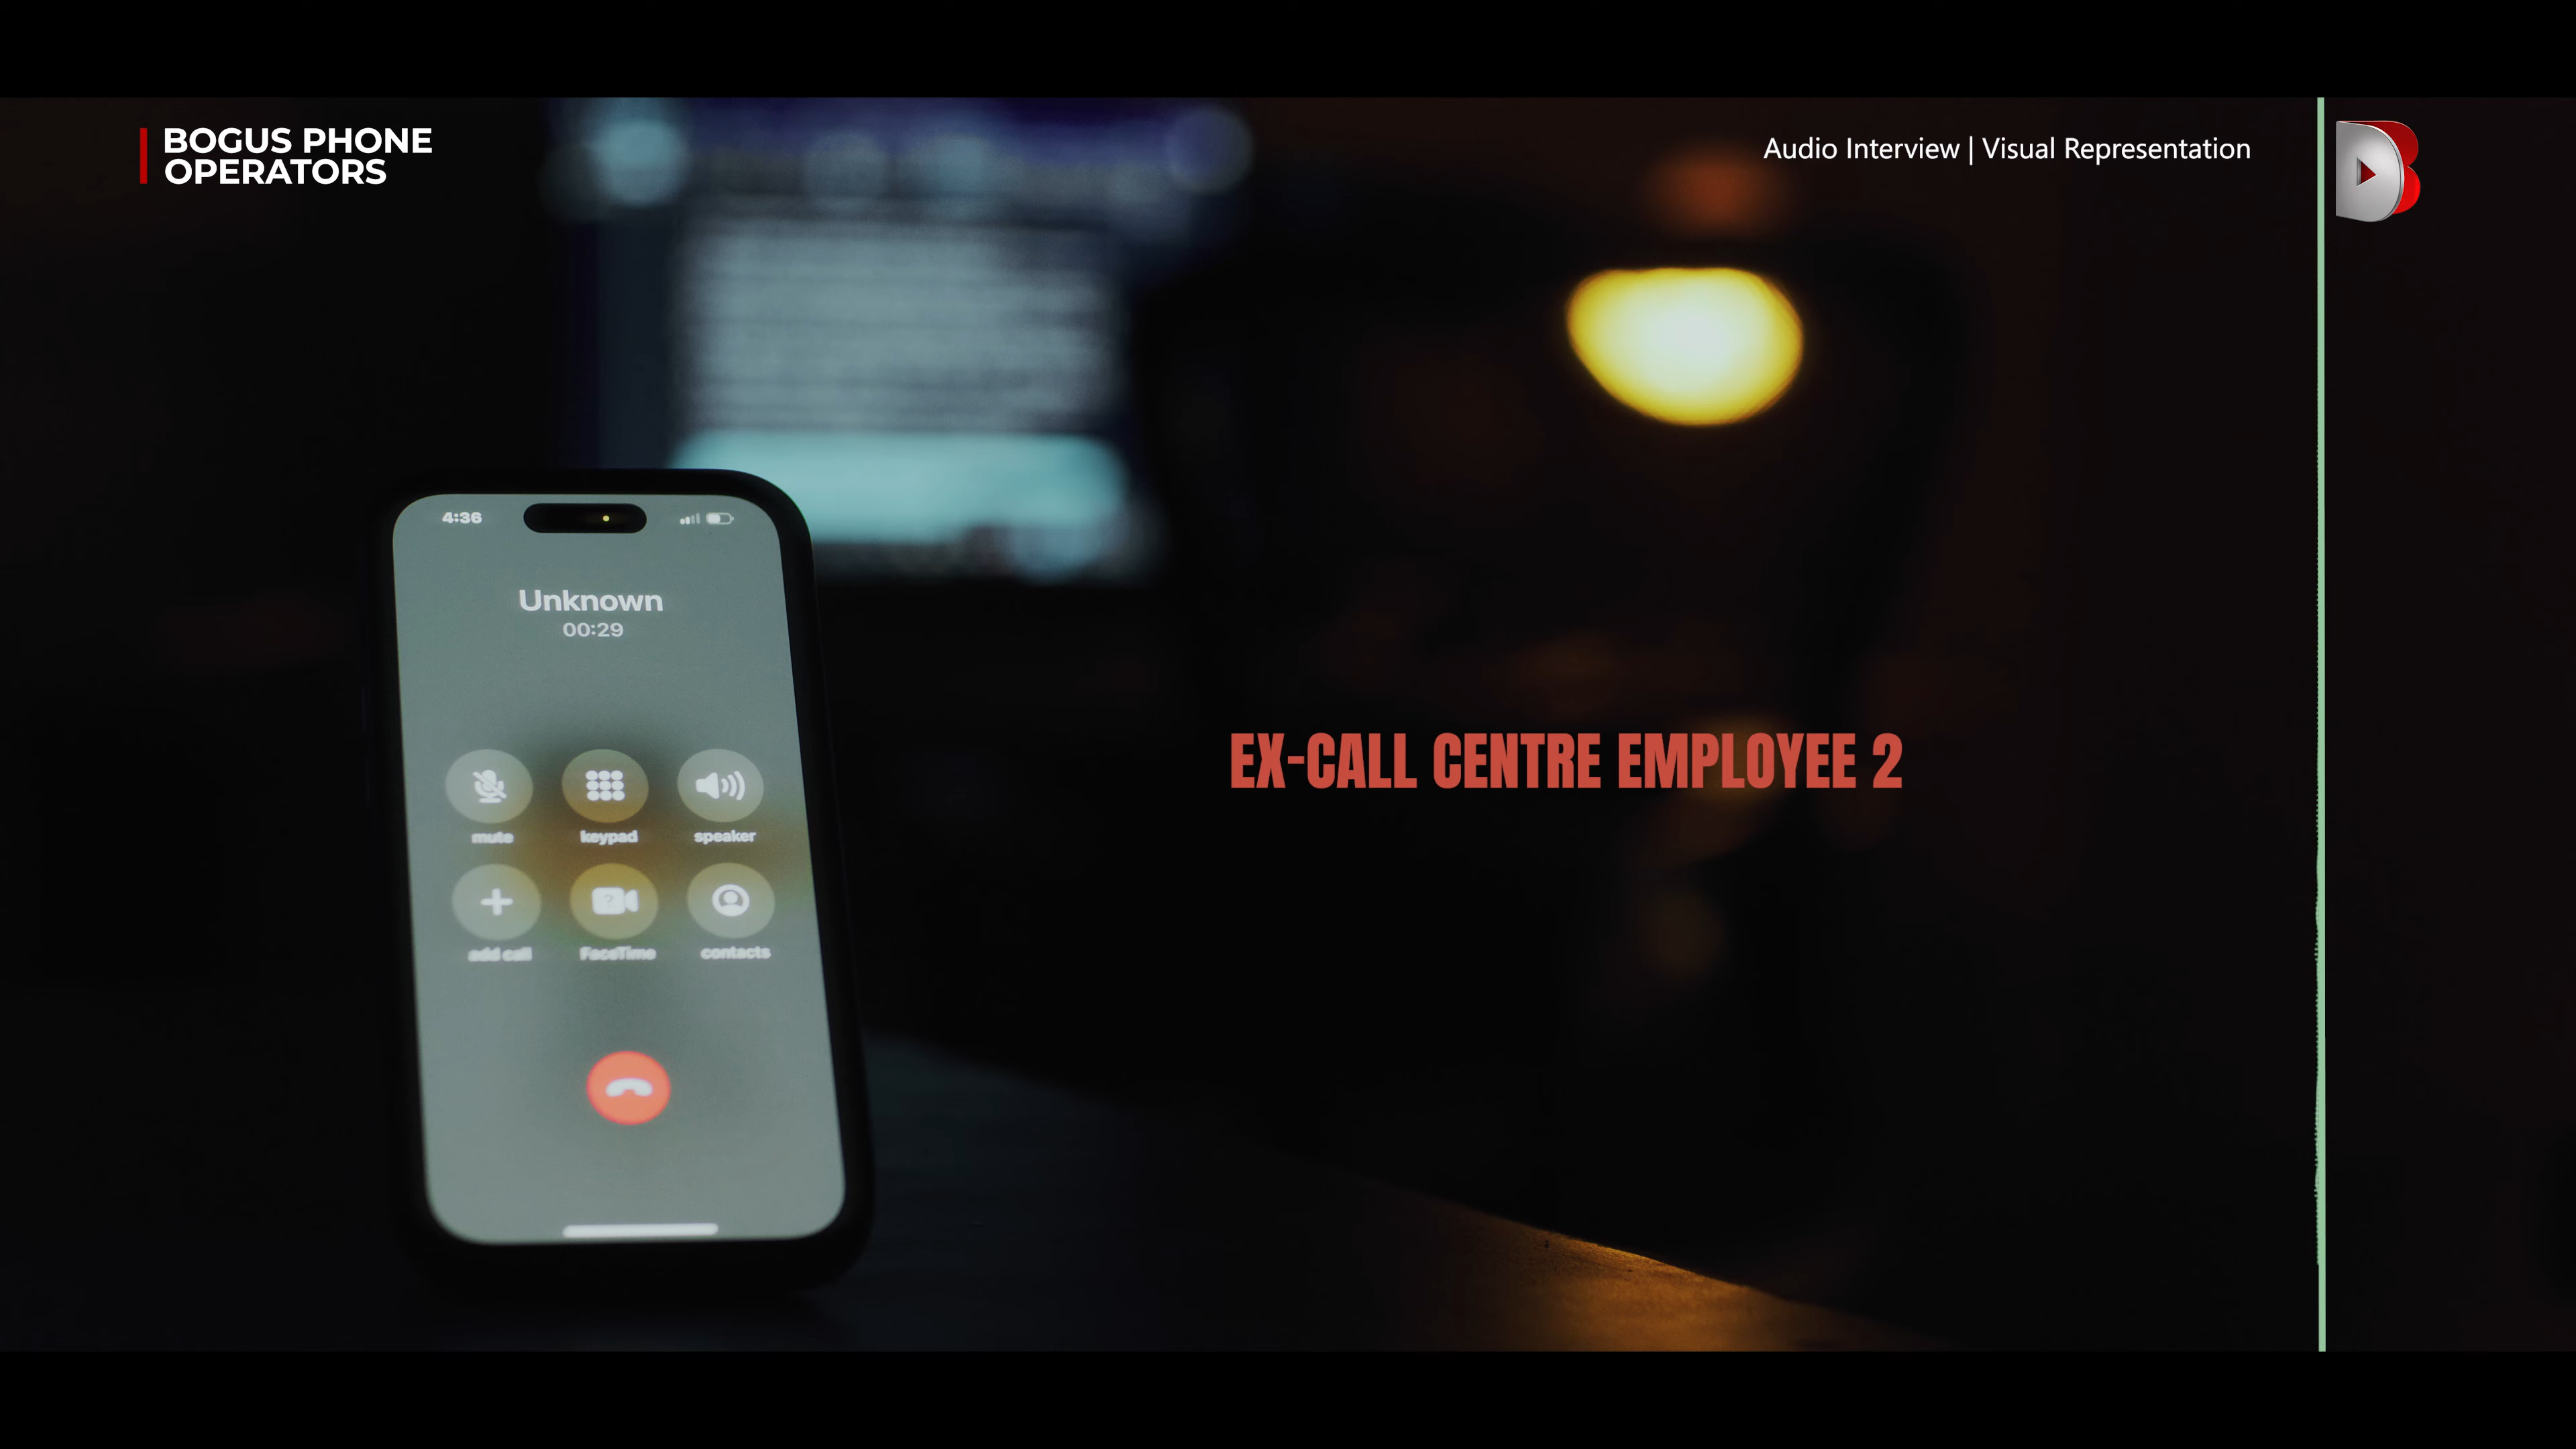 BOGUS PHONE
OPERATORS
Audio Interview | Visual Representation
4:36
Unknown
00:29
mute
keypad
speaker
add call
FaceTime
contacts
EX-CALL CENTRE EMPLOYEE 2